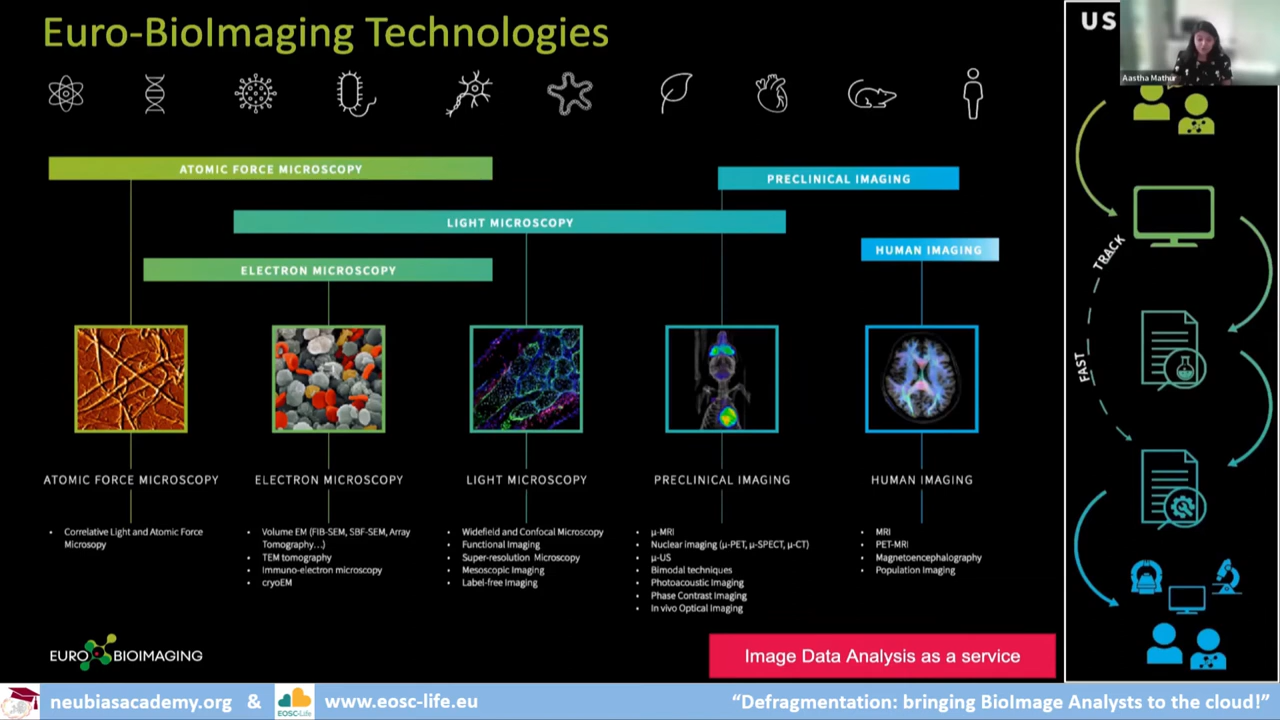 Euro-BioImaging Technologies
US
Aastha Mathur
ATOMIC FORCE MICROSCOPY
PRECLINICAL IMAGING
LIGHT MICROSCOPY
HUMAN IMAGING
ELECTRON MICROSCOPY
TRACK
FAST
ATOMIC FORCE MICROSCOPY
• Correlative Light and Atomic Force
Microsopy
ELECTRON MICROSCOPY
• Volume EM (FIB-SEM, SBF-SEM, Array
Tomography...)
• TEM tomography
• Immuno-electron microscopy
• cryoEM
LIGHT MICROSCOPY
• Widefield and Confocal Microscopy
• Functional Imaging
• Super-resolution Microscopy
• Mesoscopic Imaging
• Label-free Imaging
PRECLINICAL IMAGING
• µ-MRI
• Nuclear imaging (µ-PET, µ-SPECT, µ-CT)
• µ-US
• Bimodal techniques
• Photoacoustic Imaging
• Phase Contrast Imaging
• In vivo Optical Imaging
HUMAN IMAGING
• MRI
• PET-MRI
• Magnetoencephalography
• Population Imaging
EURO BIOIMAGING
Image Data Analysis as a service
neubiasacademy.org & EOSC-Life www.eosc-life.eu
“Defragmentation: bringing BioImage Analysts to the cloud!”